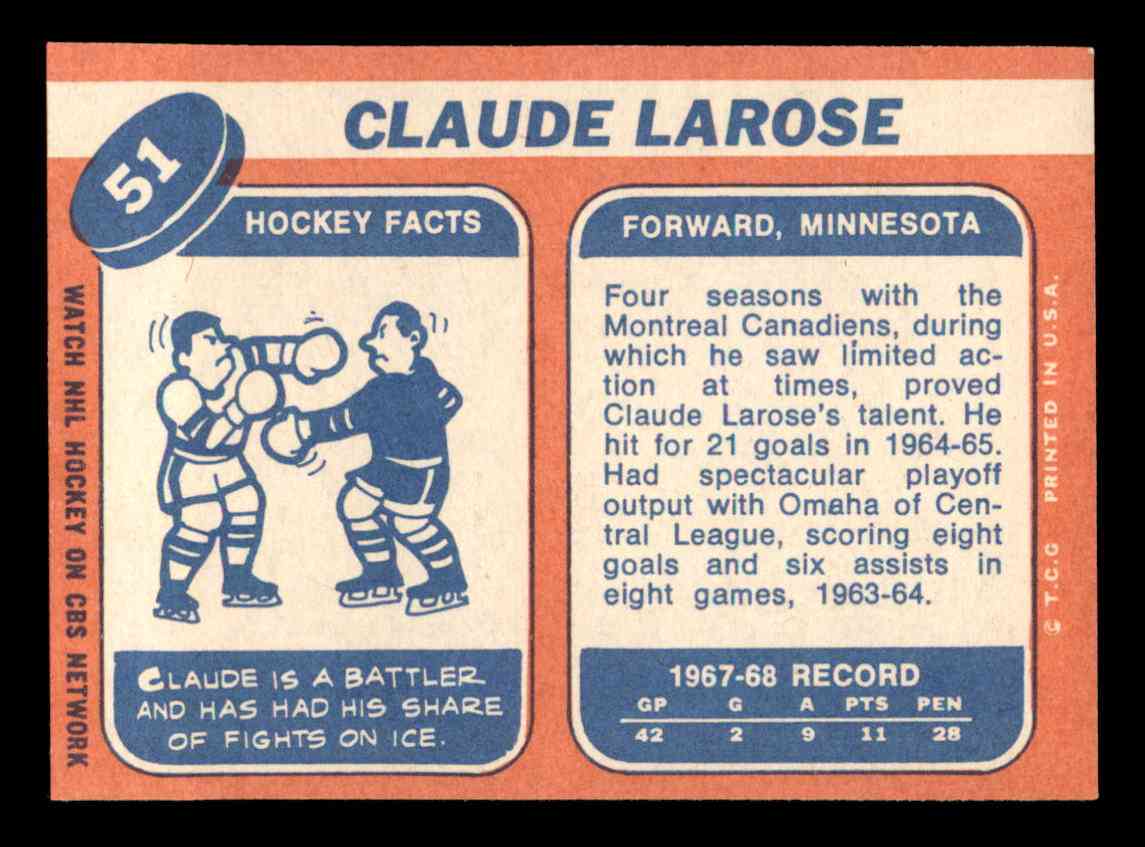 51
CLAUDE LAROSE
HOCKEY FACTS
CLAUDE IS A BATTLER
AND HAS HAD HIS SHARE
OF FIGHTS ON ICE.
FORWARD, MINNESOTA
Four seasons with the
Montreal Canadiens, during
which he saw limited ac-
tion at times, proved
Claude Larose's talent. He
hit for 21 goals in 1964-65.
Had spectacular playoff
output with Omaha of Cen-
tral League, scoring eight
goals and six assists in
eight games, 1963-64.
1967-68 RECORD
GP G A PTS PEN
42 2 9 11 28
WATCH NHL HOCKEY ON CBS NETWORK
© T.C.G PRINTED IN U.S.A.